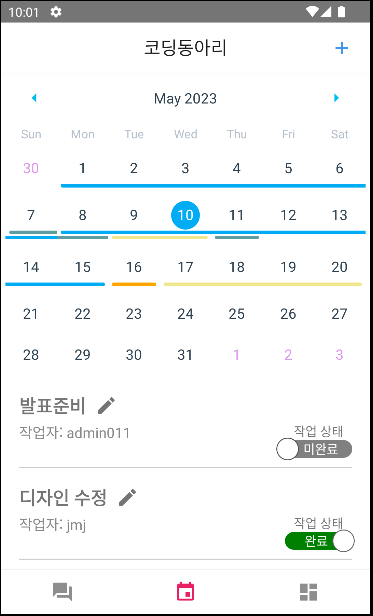 10:01
코딩동아리
May 2023
Sun Mon Tue Wed Thu Fri Sat
30 1 2 3 4 5 6
7 8 9 10 11 12 13
14 15 16 17 18 19 20
21 22 23 24 25 26 27
28 29 30 31 1 2 3
발표준비
작업자: admin011
작업 상태
미완료
디자인 수정
작업자: jmj
작업 상태
완료